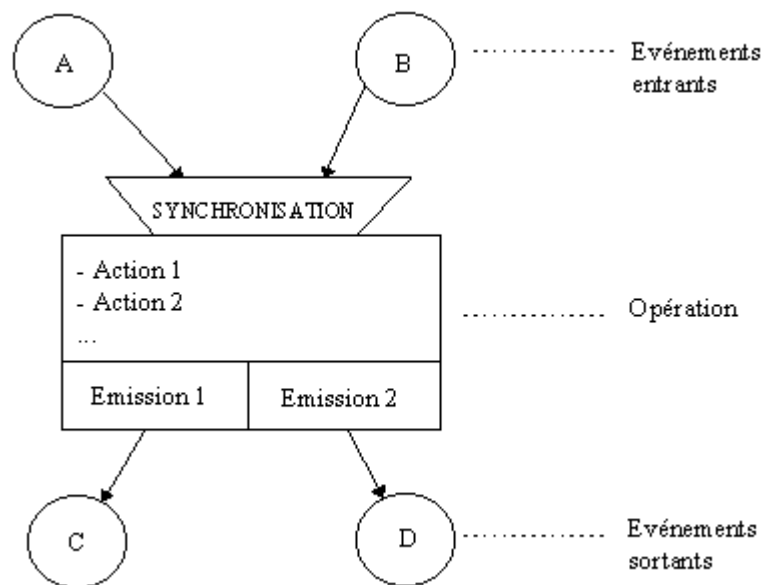 A
B
Evénements
entrants
SYNCHRONISATION
- Action 1
- Action 2
...
Opération
Emission 1
Emission 2
C
D
Evénements
sortants